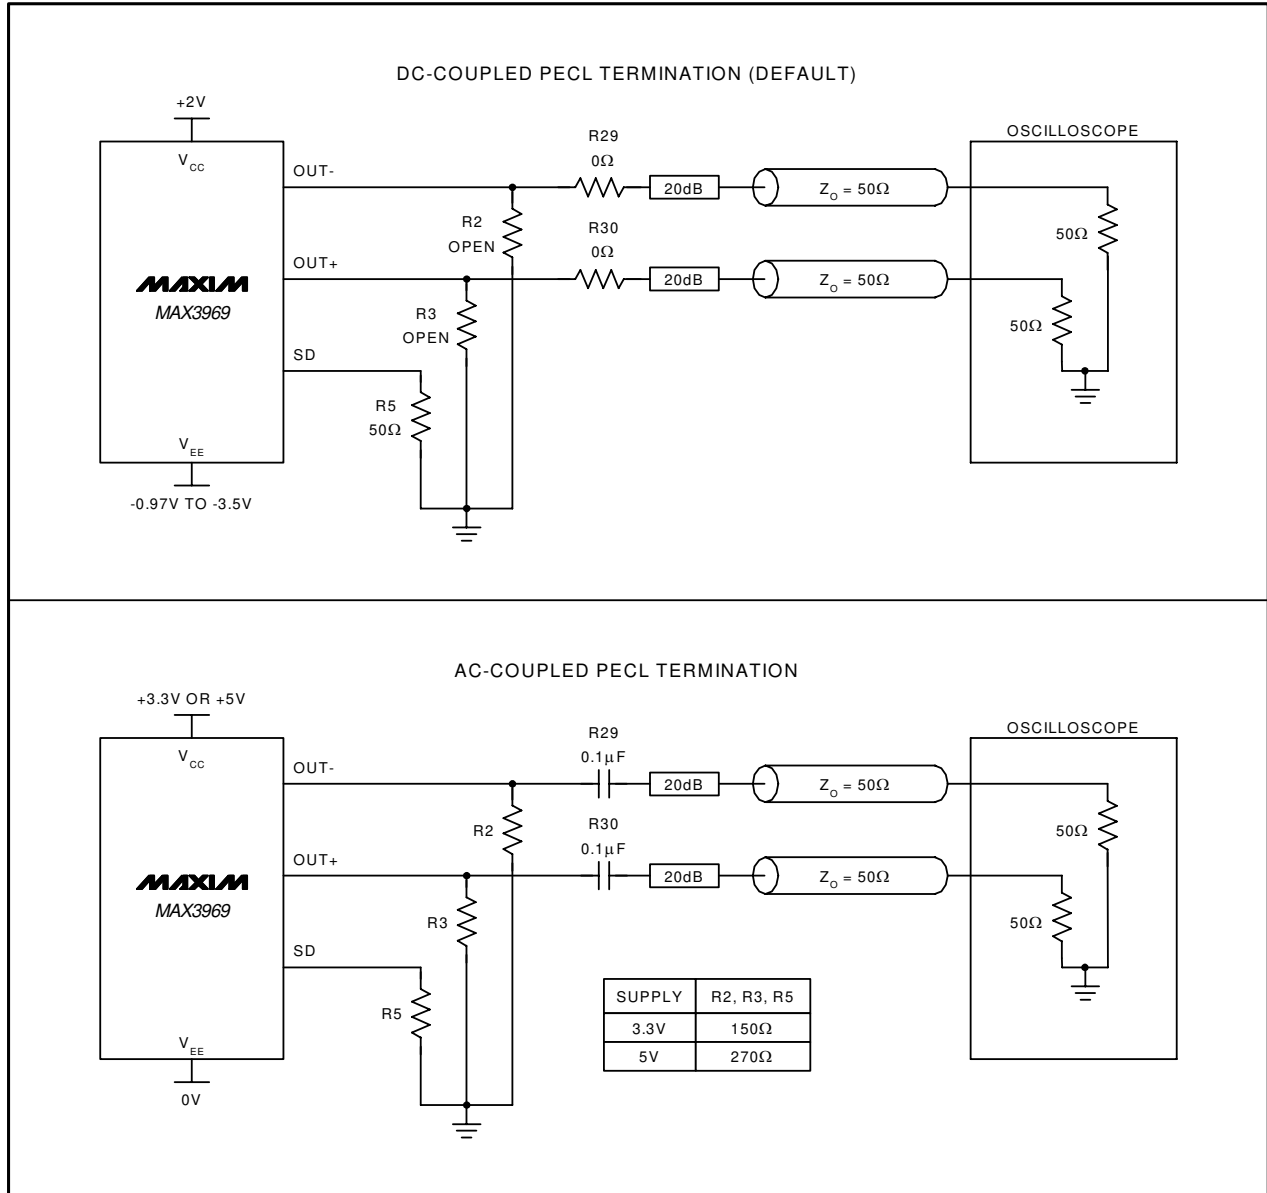 DC-COUPLED PECL TERMINATION (DEFAULT)
+2V
VCC
OUT-
R29
0Ω
20dB
ZO = 50Ω
OSCILLOSCOPE
50Ω
R2
OPEN
OUT+
R30
0Ω
20dB
ZO = 50Ω
50Ω
MAXIM
MAX3969
R3
OPEN
SD
R5
50Ω
VEE
-0.97V TO -3.5V
AC-COUPLED PECL TERMINATION
+3.3V OR +5V
VCC
OUT-
R29
0.1μF
20dB
ZO = 50Ω
OSCILLOSCOPE
50Ω
R2
OUT+
R30
0.1μF
20dB
ZO = 50Ω
50Ω
MAXIM
MAX3969
R3
SD
R5
VEE
0V
SUPPLY R2, R3, R5
3.3V 150Ω
5V 270Ω